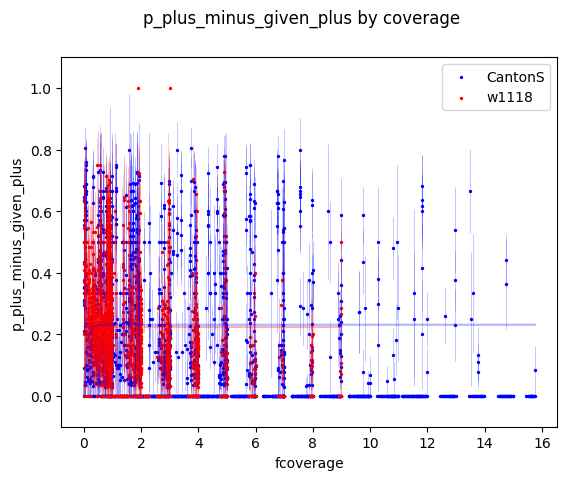 p_plus_minus_given_plus by coverage
CantonS
w1118
p_plus_minus_given_plus
1.0
0.8
0.6
0.4
0.2
0.0
0 2 4 6 8 10 12 14 16
fcoverage